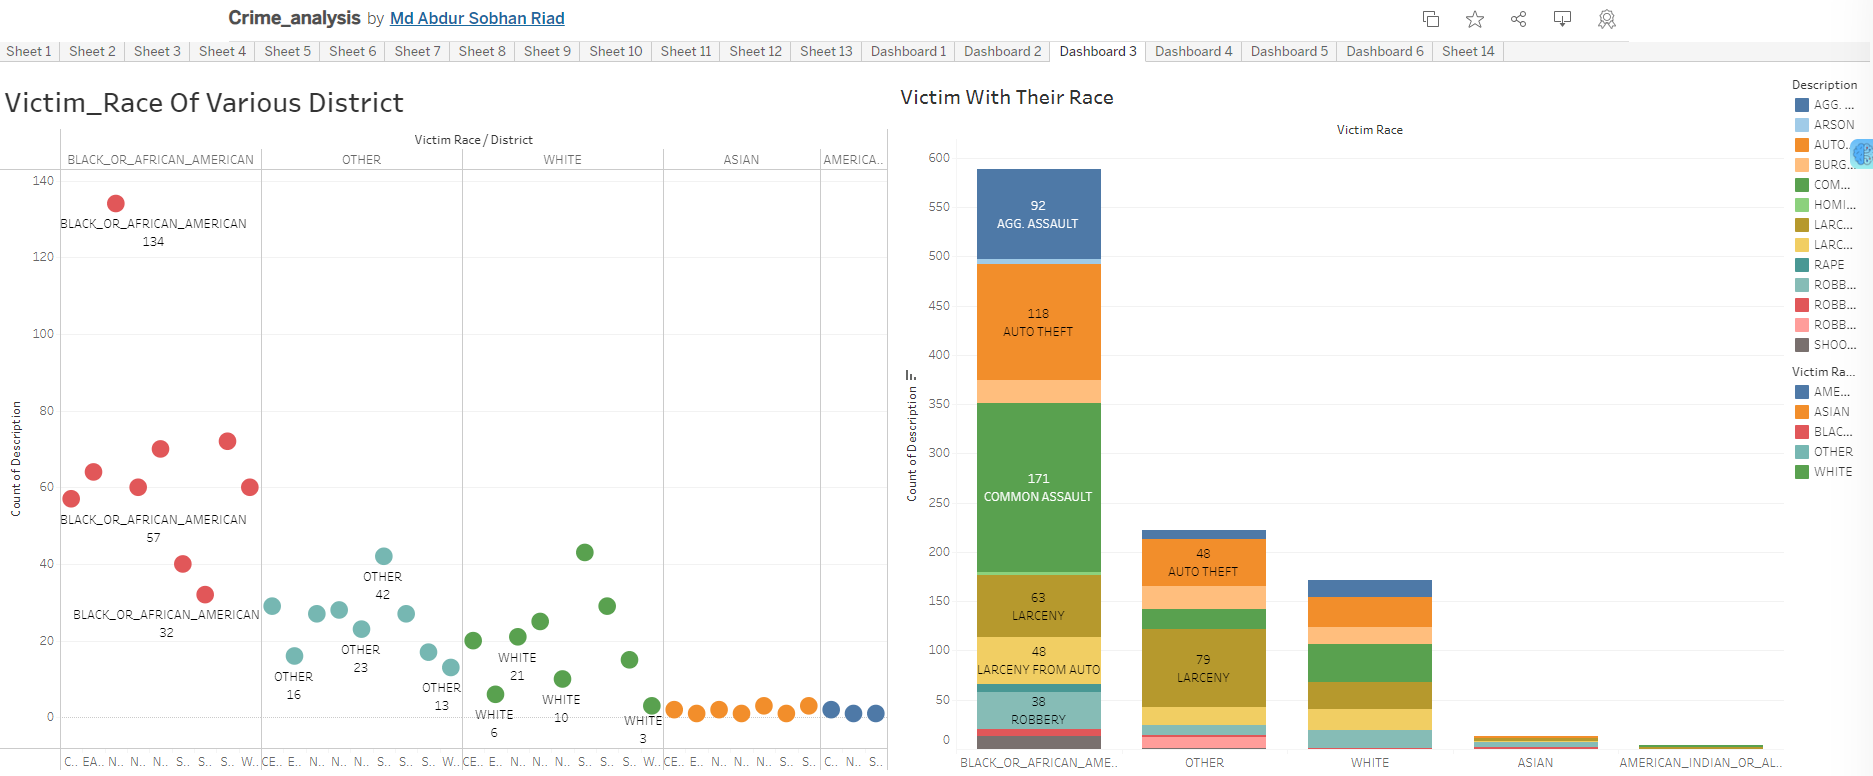 Crime_analysis by Md Abdur Sobhan Riad
Sheet 1 Sheet 2 Sheet 3 Sheet 4 Sheet 5 Sheet 6 Sheet 7 Sheet 8 Sheet 9 Sheet 10 Sheet 11 Sheet 12 Sheet 13 Dashboard 1 Dashboard 2 Dashboard 3 Dashboard 4 Dashboard 5 Dashboard 6 Sheet 14
Victim_Race Of Various District
Victim Race / District
BLACK_OR_AFRICAN_AMERICAN OTHER WHITE ASIAN AMERICA..
Count of Description
140
120
100
80
60
40
20
0
BLACK_OR_AFRICAN_AMERICAN
134
BLACK_OR_AFRICAN_AMERICAN
57
BLACK_OR_AFRICAN_AMERICAN
32
OTHER
16
OTHER
42
OTHER
23
OTHER
13
WHITE
6
WHITE
21
WHITE
10
WHITE
3
C.. EA.. N.. N.. N.. S.. S.. S.. W.. CE.. E.. N.. N.. N.. S.. S.. S.. W.. CE.. E.. N.. N.. N.. S.. S.. S.. W.. CE.. E.. N.. N.. S.. S.. S.. C.. N.. S..
Victim With Their Race
Victim Race
Count of Description
600
550
500
450
400
350
300
250
200
150
100
50
0
92
AGG. ASSAULT
118
AUTO THEFT
171
COMMON ASSAULT
63
LARCENY
48
LARCENY FROM AUTO
38
ROBBERY
48
AUTO THEFT
79
LARCENY
BLACK_OR_AFRICAN_AME.. OTHER WHITE ASIAN AMERICAN_INDIAN_OR_AL..
Description
AGG. ...
ARSON
AUTO...
BURG...
COM...
HOMI...
LARC...
LARC...
RAPE
ROBB...
ROBB...
ROBB...
SHOO...
Victim Ra...
AME...
ASIAN
BLAC...
OTHER
WHITE